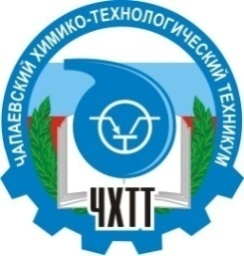 ЧАПАЕВСКИЙ ХИМИКО-ТЕХНОЛОГИЧЕСКИЙ ТЕХНИКУМ
ЧХТТ